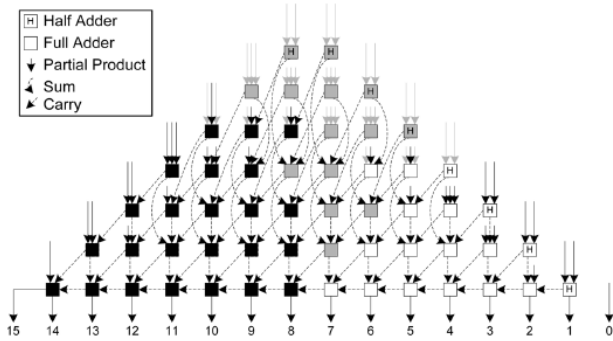 H Half Adder
Full Adder
Partial Product
Sum
Carry
H H
H
H
H
H
H
H
15 14 13 12 11 10 9 8 7 6 5 4 3 2 1 0